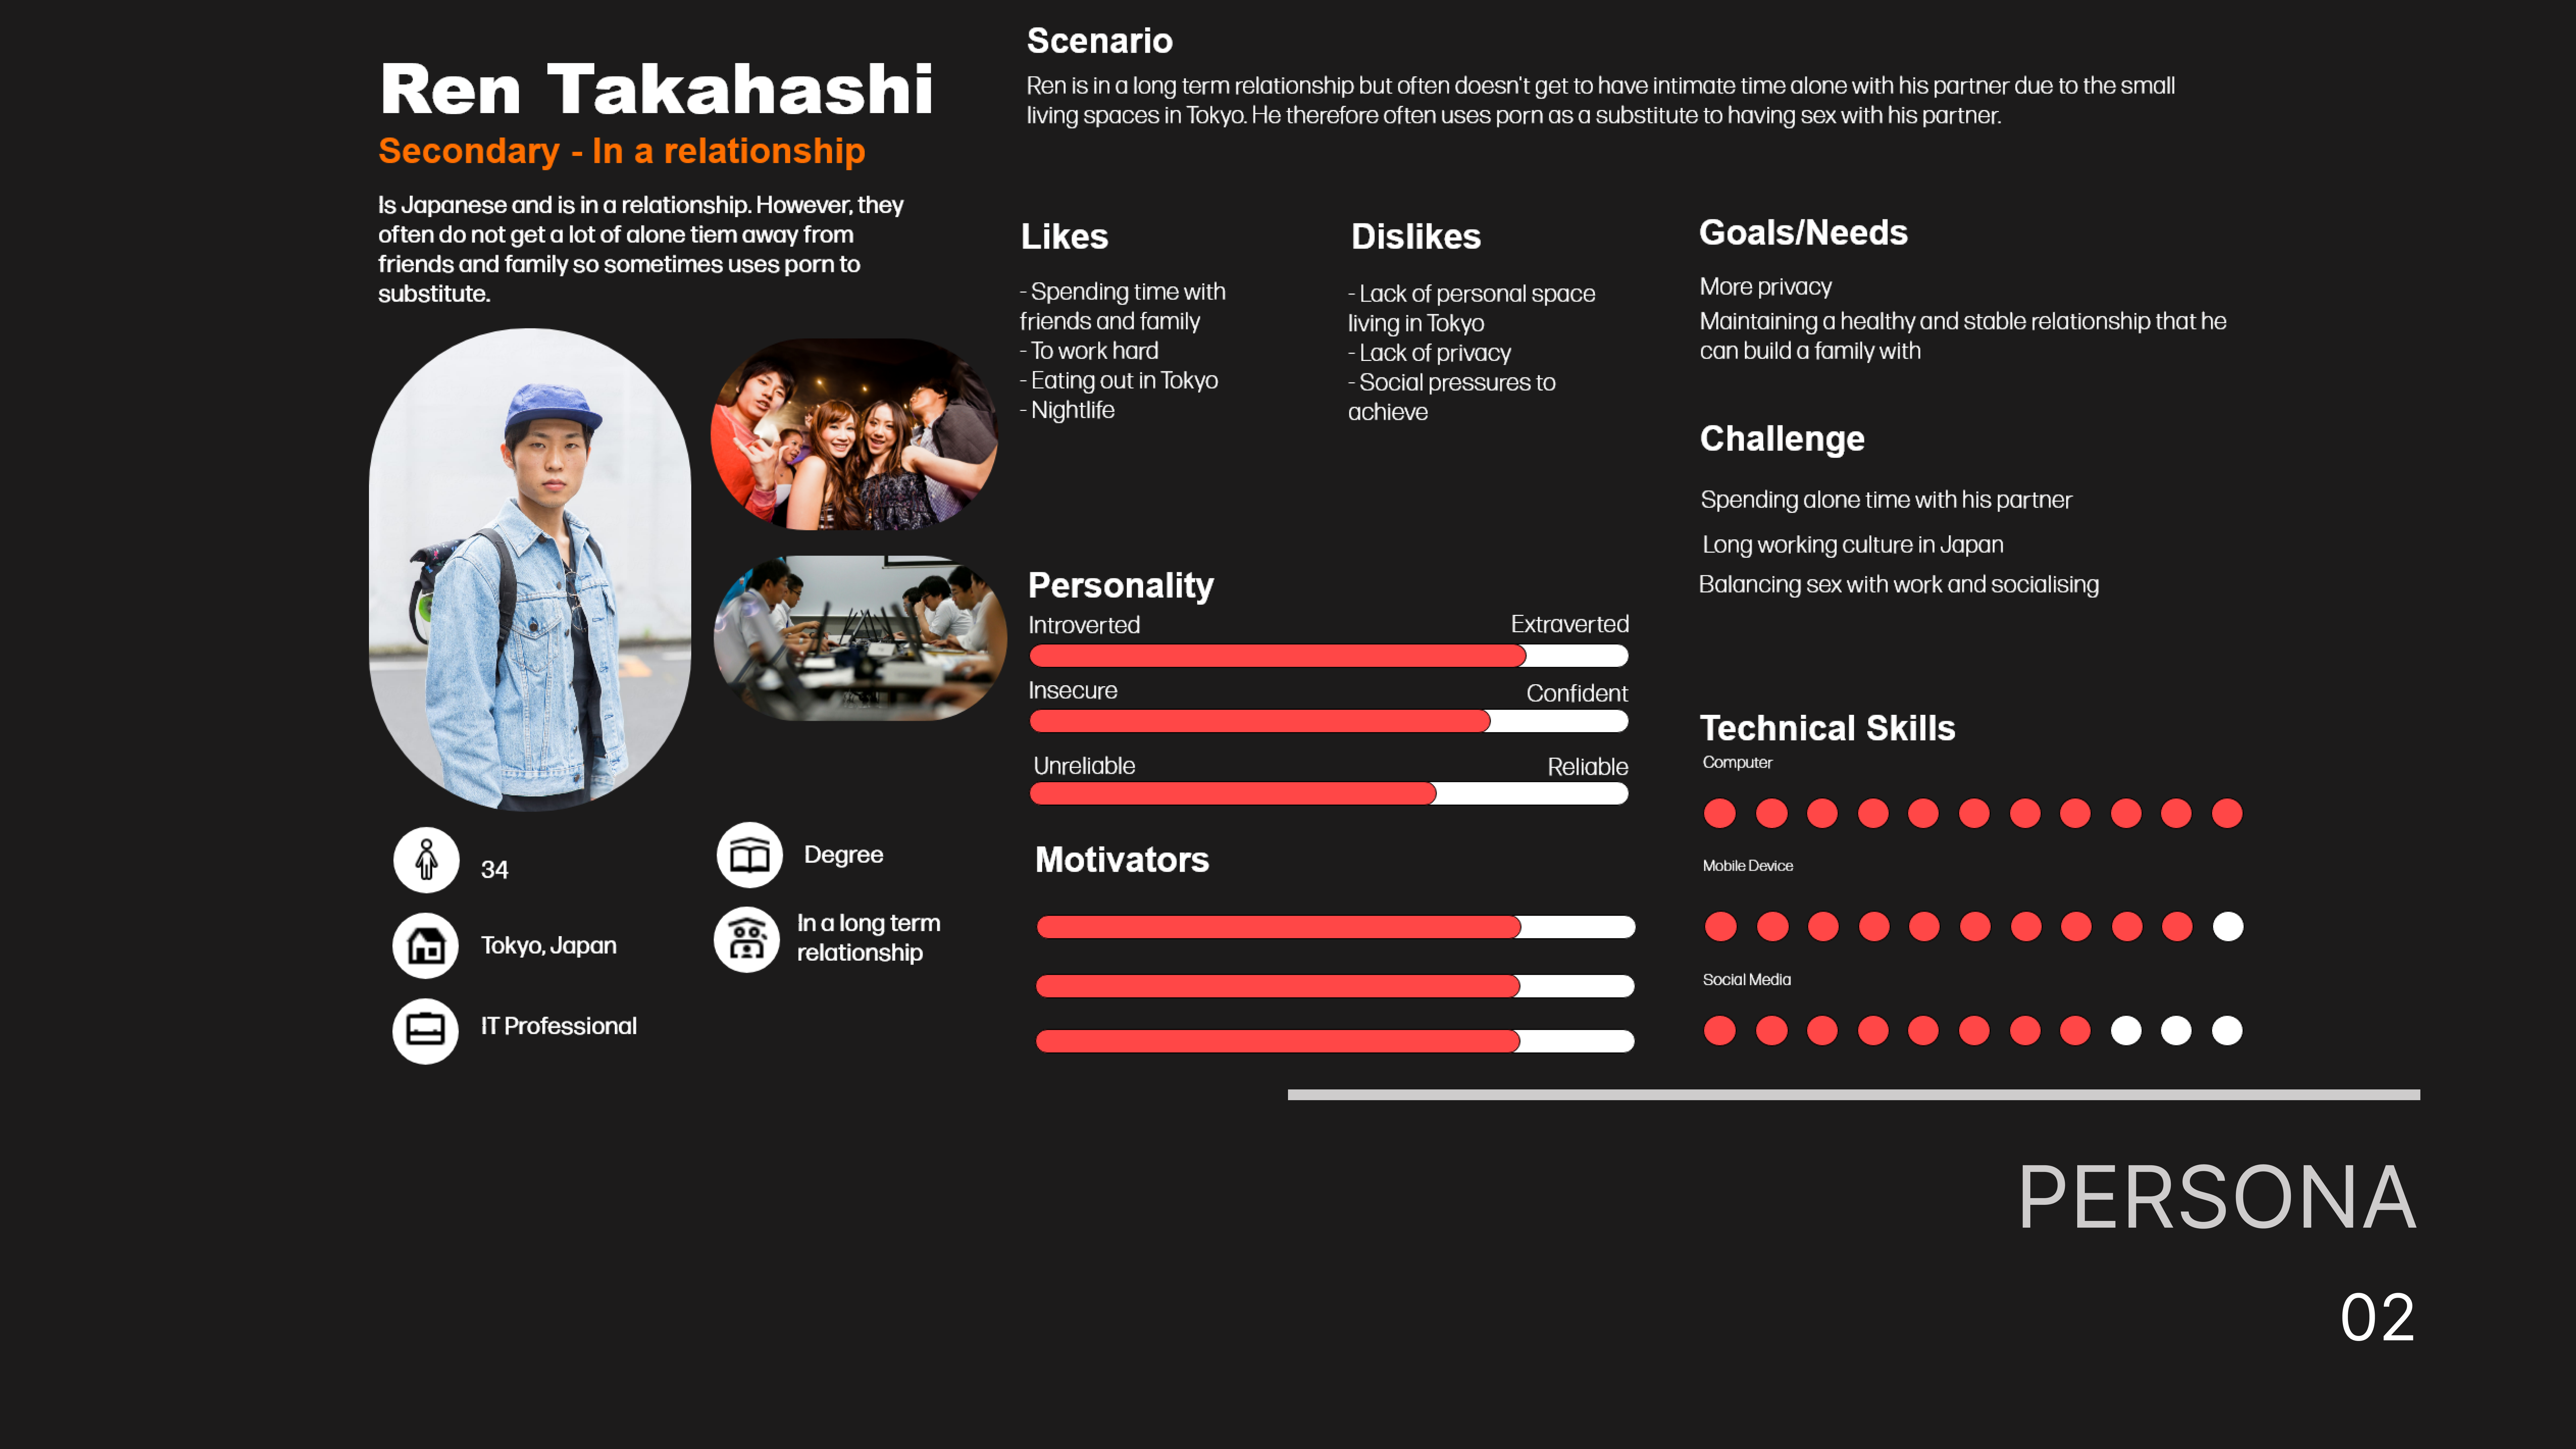 Ren Takahashi
Secondary - In a relationship
Is Japanese and is in a relationship. However, they
often do not get a lot of alone tiem away from
friends and family so sometimes uses porn to
substitute.
34
Tokyo, Japan
IT Professional
Degree
In a long term
relationship
Scenario
Ren is in a long term relationship but often doesn't get to have intimate time alone with his partner due to the small
living spaces in Tokyo. He therefore often uses porn as a substitute to having sex with his partner.
Likes
- Spending time with
friends and family
- To work hard
- Eating out in Tokyo
- Nightlife
Dislikes
- Lack of personal space
living in Tokyo
- Lack of privacy
- Social pressures to
achieve
Personality
Introverted Extraverted
Insecure Confident
Unreliable Reliable
Motivators
Goals/Needs
More privacy
Maintaining a healthy and stable relationship that he
can build a family with
Challenge
Spending alone time with his partner
Long working culture in Japan
Balancing sex with work and socialising
Technical Skills
Computer
Mobile Device
Social Media
PERSONA
02